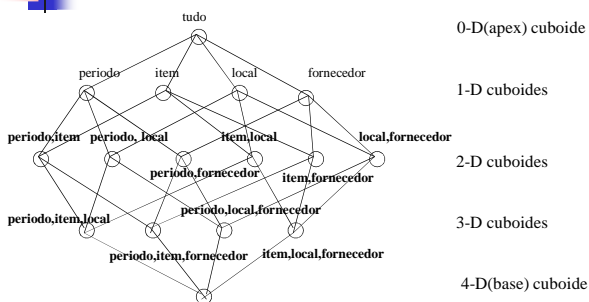 tudo
0-D(apex) cuboide
periodo item local fornecedor
1-D cuboides
periodo,item periodo, local item,local local,fornecedor
2-D cuboides
periodo,fornecedor item,fornecedor
periodo,item,local periodo,local,fornecedor
3-D cuboides
periodo,item,fornecedor item,local,fornecedor
4-D(base) cuboide